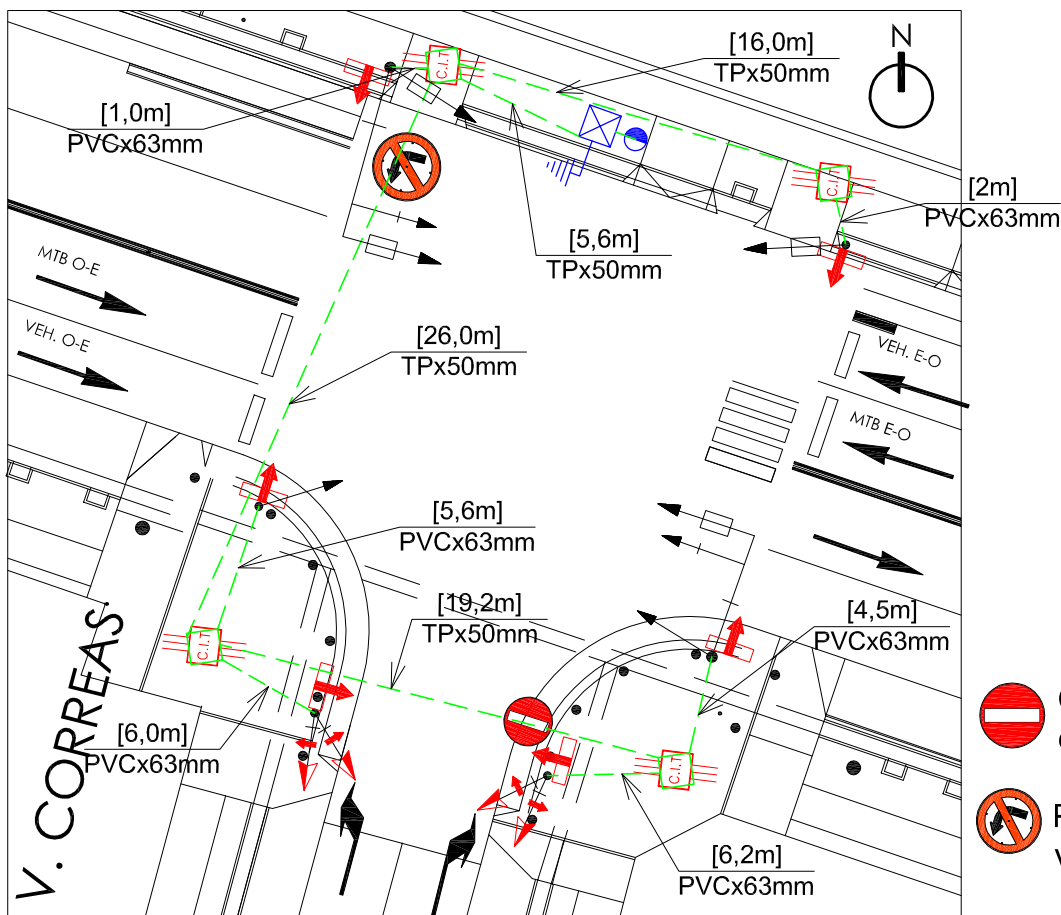 [16,0m]
TPx50mm
N
C.I.T
[1,0m]
PVCx63mm
C.I.T
[2m]
PVCx63mm
[5,6m]
TPx50mm
MTB O-E
VEH. O-E
[26,0m]
TPx50mm
VEH. E-O
MTB E-O
[5,6m]
PVCx63mm
[19,2m]
TPx50mm
[4,5m]
PVCx63mm
C.I.T
V. CORREAS
[6,0m]
PVCx63mm
C.I.T
[6,2m]
PVCx63mm